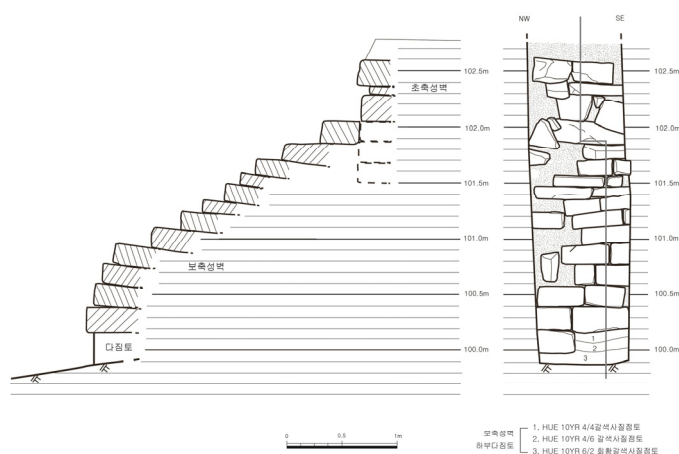 NW SE
102.5m 102.5m
초축성벽
102.0m 102.0m
101.5m 101.5m
101.0m 101.0m
보축성벽
100.5m 100.5m
다짐토
100.0m 100.0m
1
2
3
0 0.5 1m
보축성벽
하부다짐토
1. HUE 10YR 4/4갈색사질점토
2. HUE 10YR 4/6 갈색사질점토
3. HUE 10YR 6/2 회황갈색사질점토